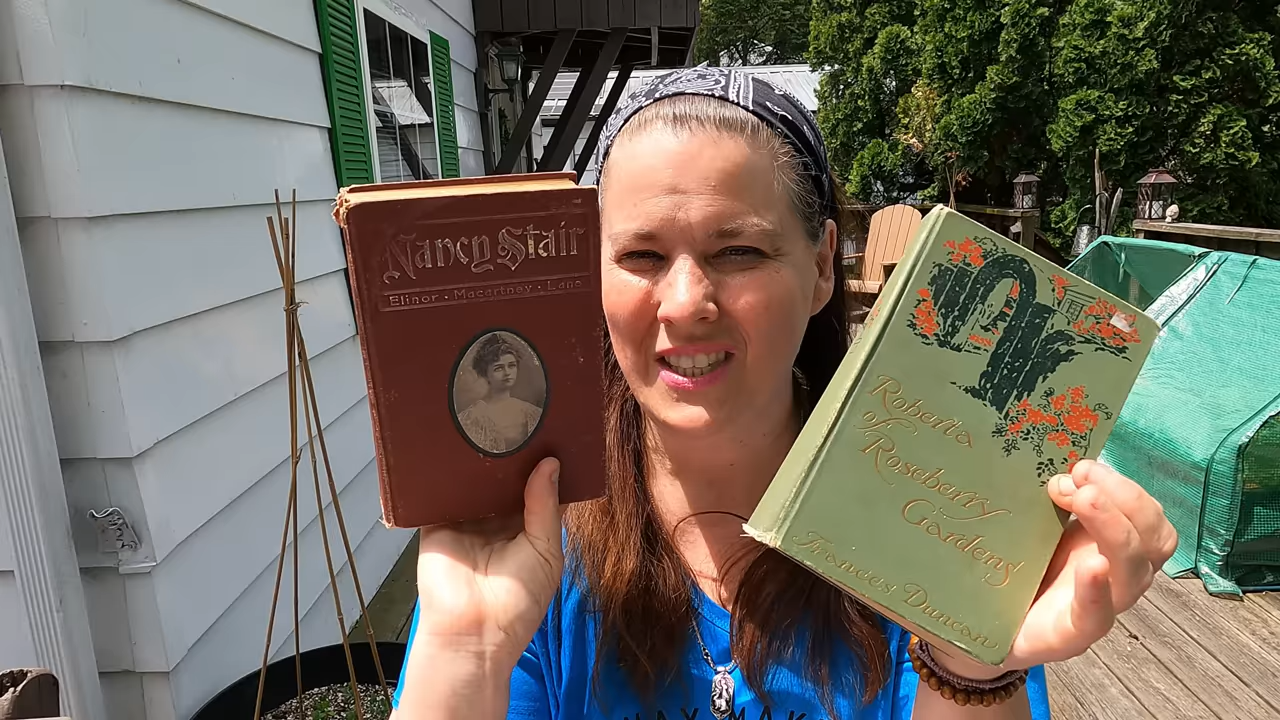 Nancy Stair
Elinor · Macartney · Lane
Roberta
of
Roseberry
Gardens
Frances Duncan